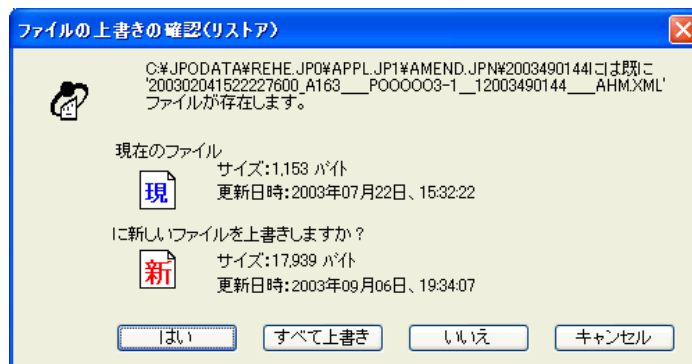 ファイルの上書きの確認(リストア)
C:¥JPODATA¥REHE.JP0¥APPL.JP1¥AMEND.JPN¥2003490144には既に
'200302041522227600_A163___POOOOO3-1__12003490144___AHM.XML'
ファイルが存在します。
現在のファイル
現
サイズ:1,153 バイト
更新日時:2003年07月22日、15:32:22
に新しいファイルを上書きしますか?
新
サイズ:17,939 バイト
更新日時:2003年09月06日、19:34:07
はい
すべて上書き
いいえ
キャンセル